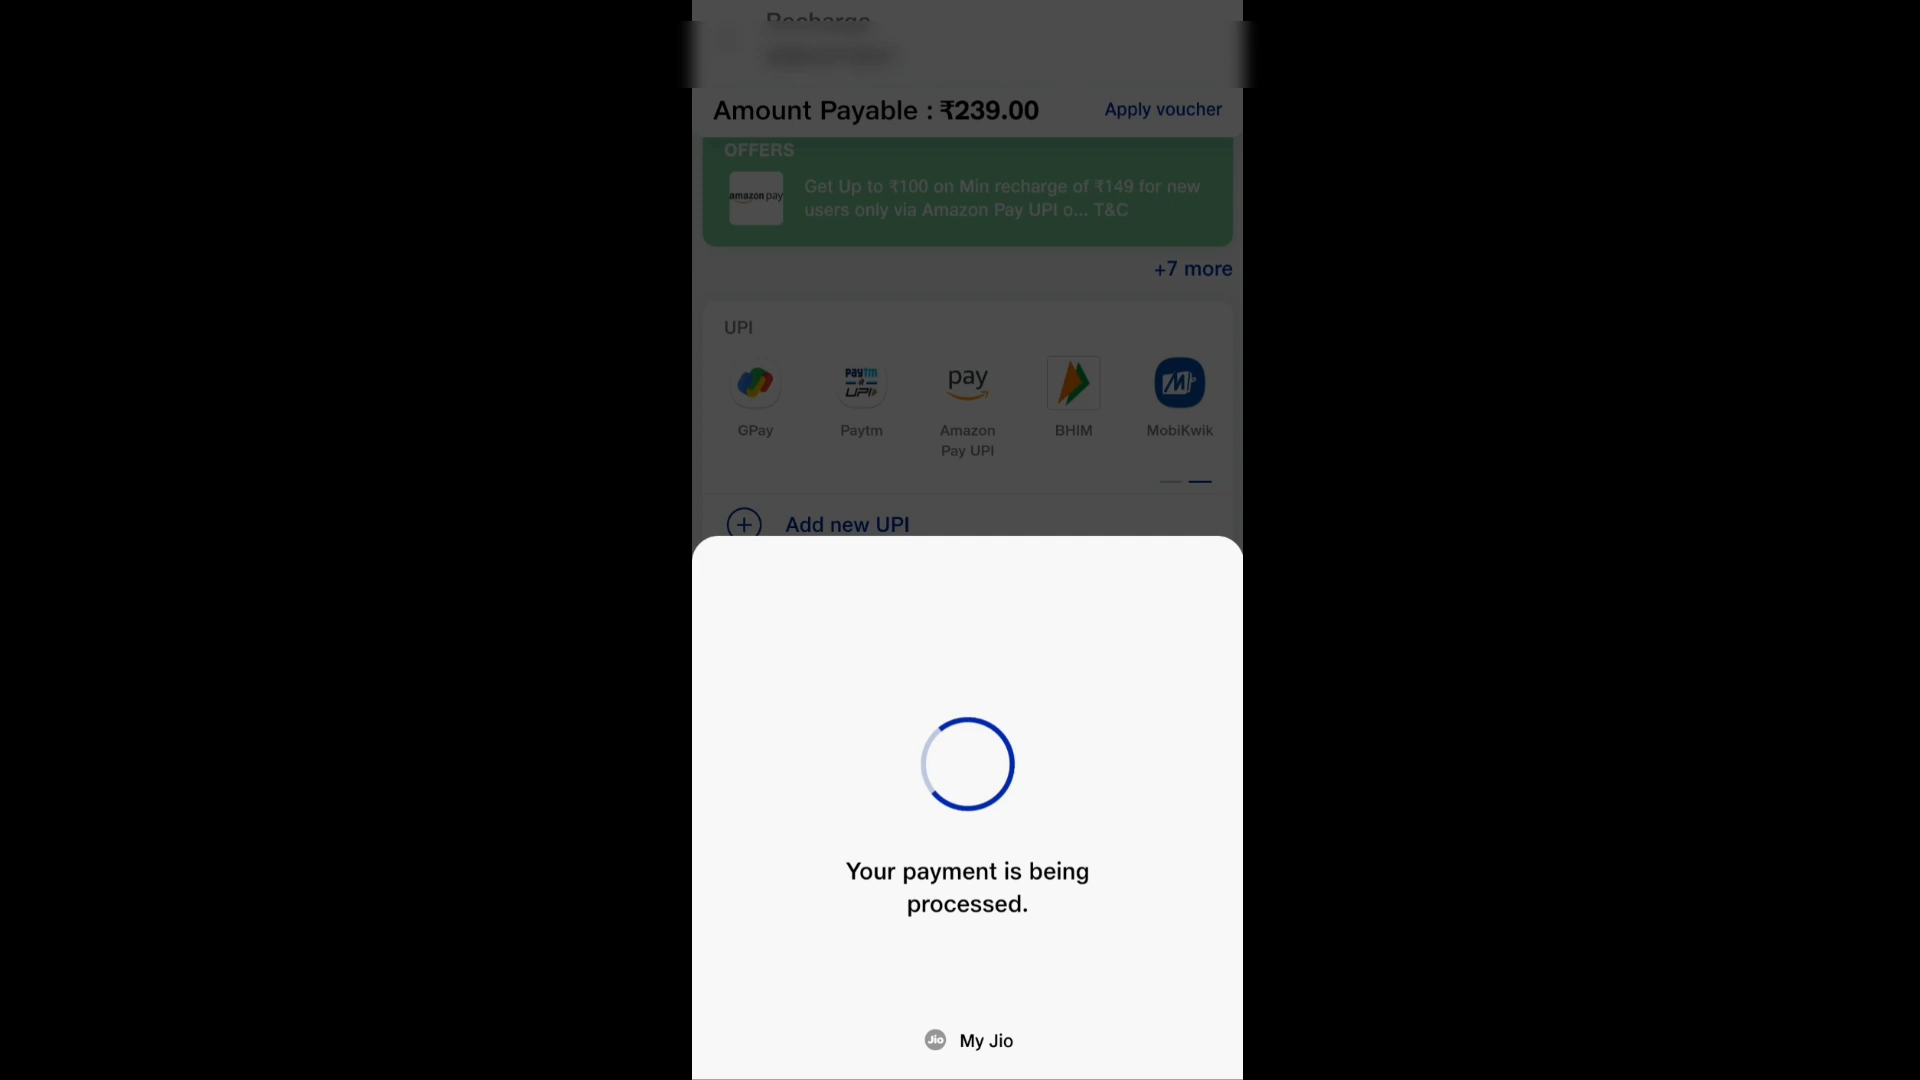 Recharge
Amount Payable : ₹239.00
Apply voucher
OFFERS
amazon pay
Get Up to ₹100 on Min recharge of ₹149 for new
users only via Amazon Pay UPI o... T&C
+7 more
UPI
PAYTM
UPI
pay
GPay
Paytm
Amazon
Pay UPI
BHIM
MobiKwik
Add new UPI
Your payment is being
processed.
Jio
My Jio